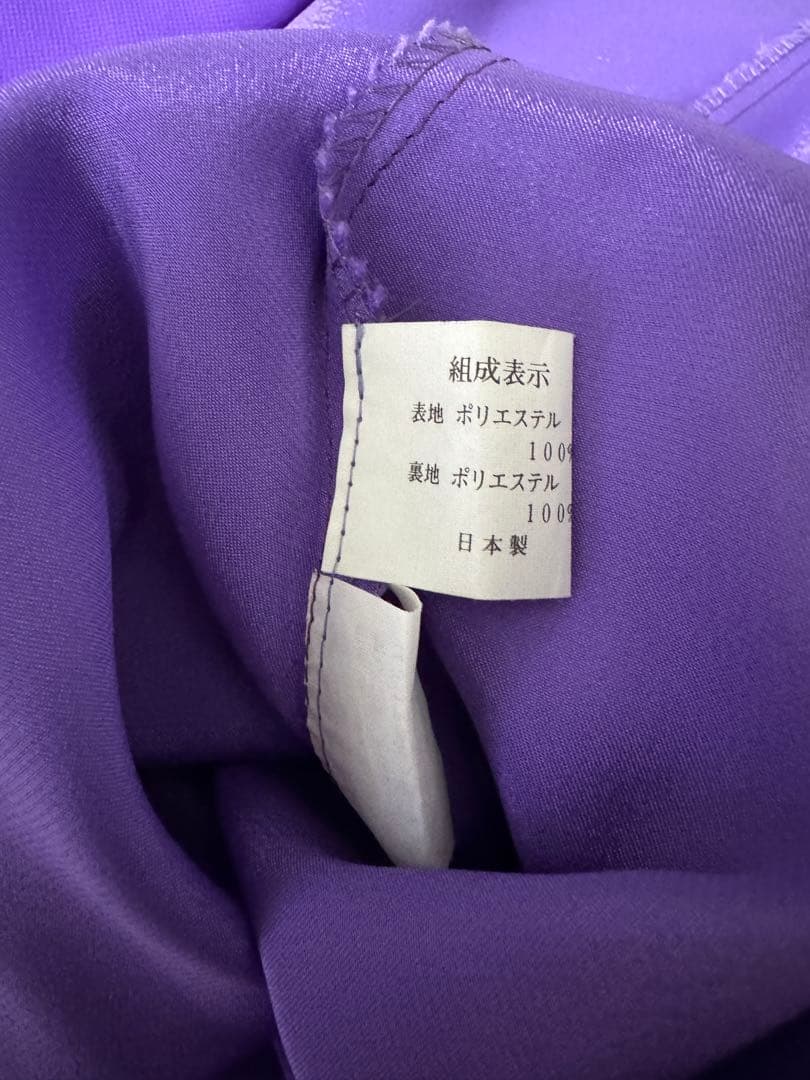 組成表示
表地 ポリエステル
100%
裏地 ポリエステル
100%
日本製